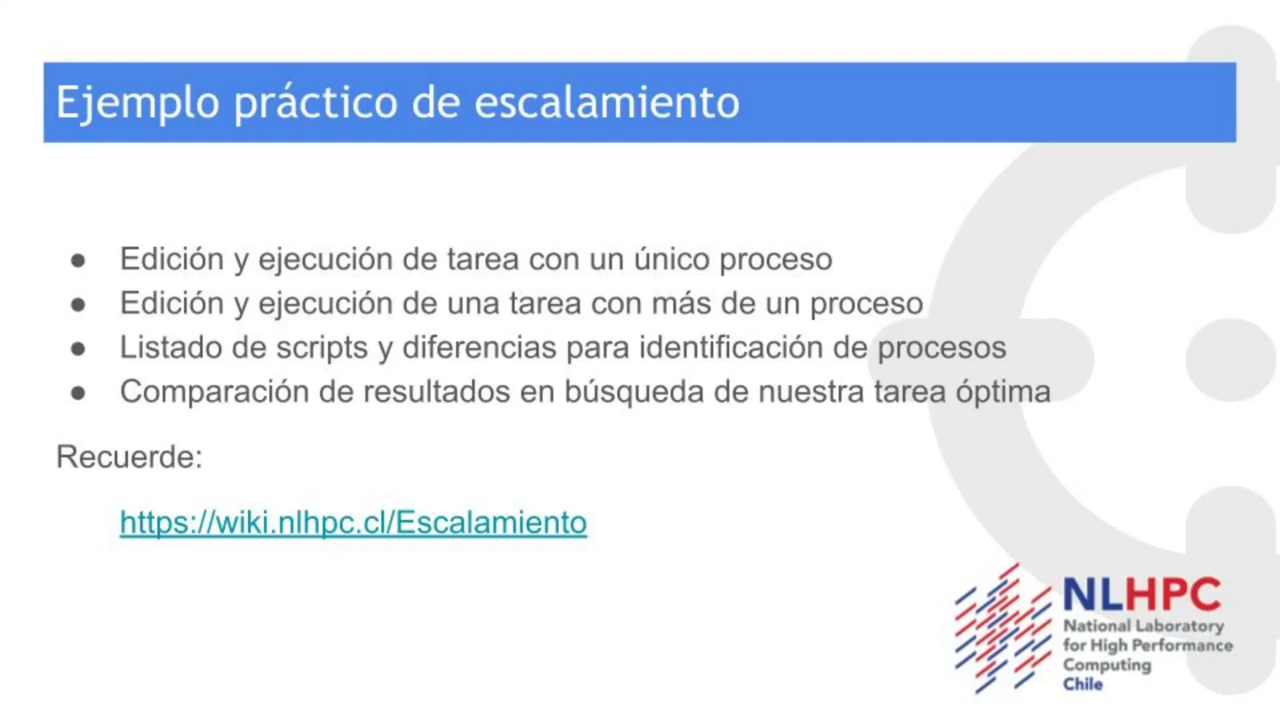 Ejemplo práctico de escalamiento
● Edición y ejecución de tarea con un único proceso
● Edición y ejecución de una tarea con más de un proceso
● Listado de scripts y diferencias para identificación de procesos
● Comparación de resultados en búsqueda de nuestra tarea óptima
Recuerde:
https://wiki.nlhpc.cl/Escalamiento
NLHPC
National Laboratory
for High Performance
Computing
Chile